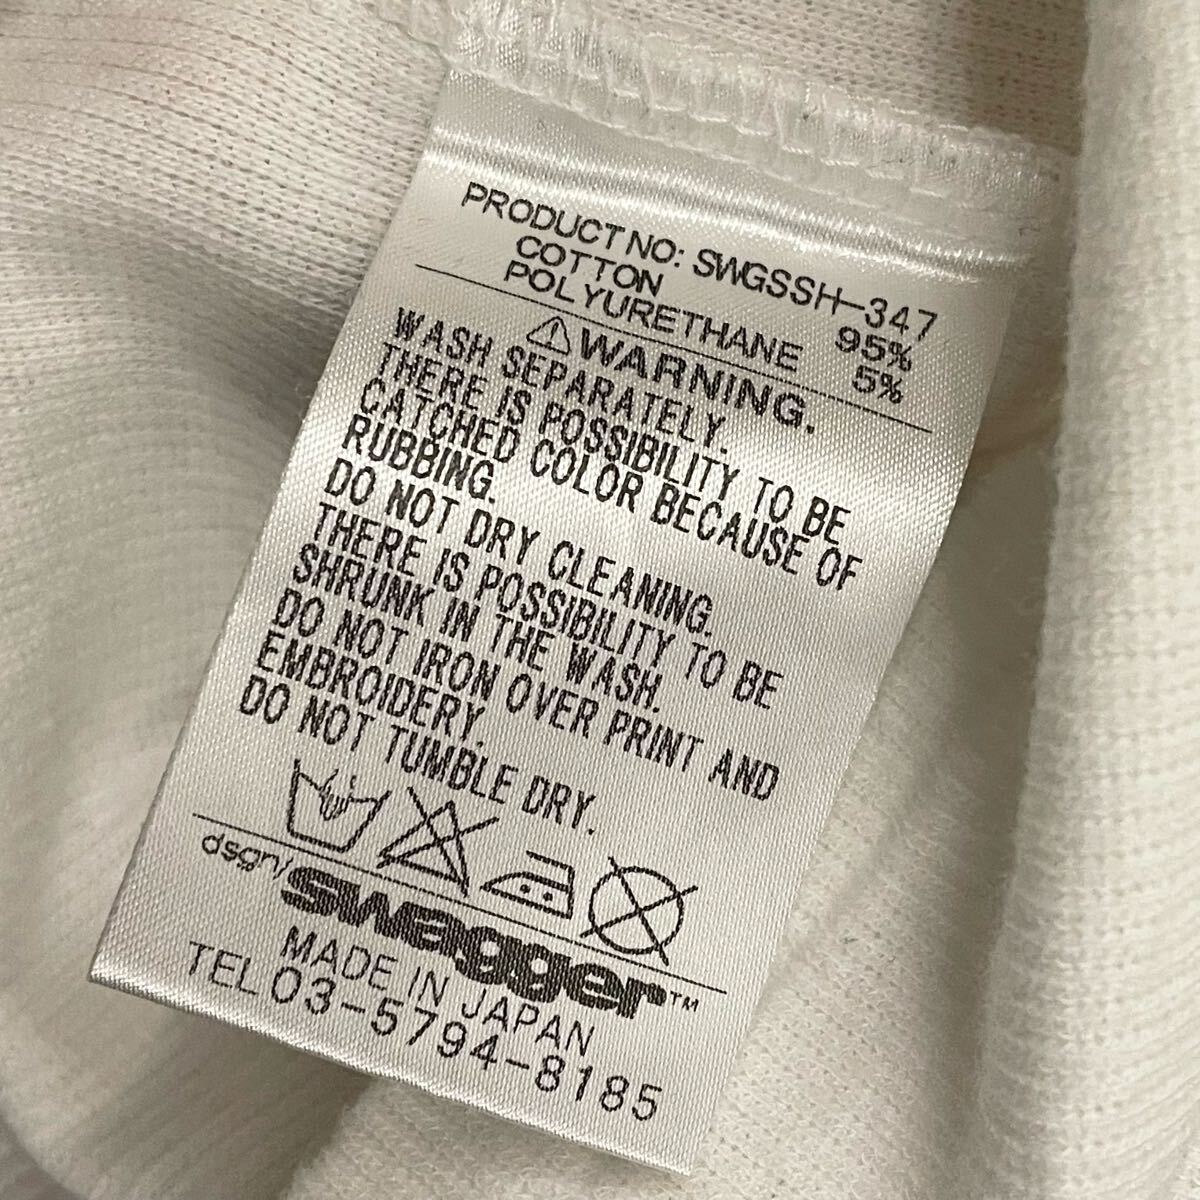 PRODUCT NO: SWGSSH-347
COTTON 95%
POLYURETHANE 5%
WARNING.
WASH SEPARATELY.
THERE IS POSSIBILITY TO BE
CATCHED COLOR BECAUSE OF
RUBBING.
DO NOT DRY CLEANING.
THERE IS POSSIBILITY TO BE
SHRUNK IN THE WASH.
DO NOT IRON OVER PRINT AND
EMBROIDERY.
DO NOT TUMBLE DRY.
dsgn/
swagger™
MADE IN JAPAN
TEL 03-5794-8185